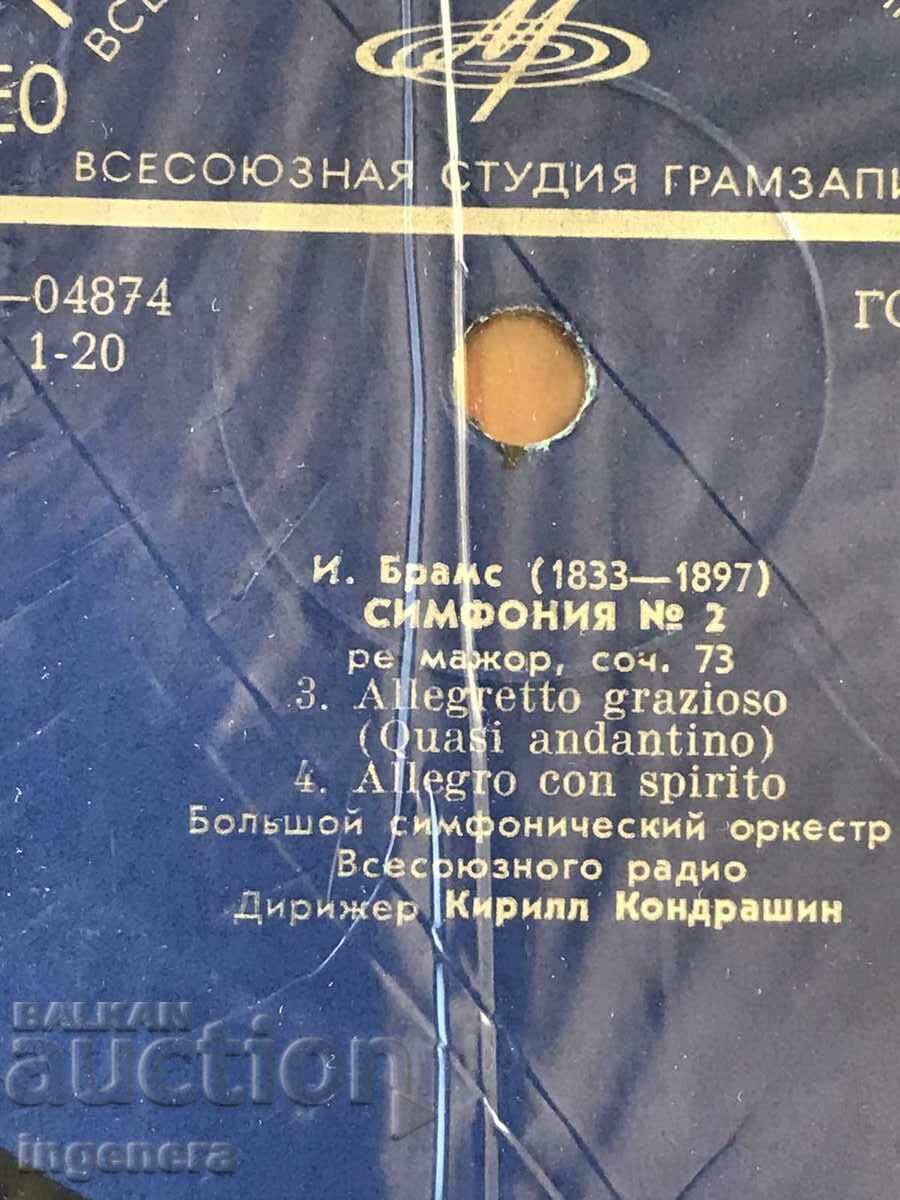 ВСЕСОЮЗНАЯ СТУДИЯ ГРАМЗАПИ
—04874
1-20
ГО
И. Брамс (1833—1897)
СИМФОНИЯ № 2
ре мажор, соч. 73
3. Allegretto grazioso
(Quasi andantino)
4. Allegro con spirito
Большой симфонический оркестр
Всесоюзного радио
Дирижер Кирилл Кондрашин
BALKAN
auction
ingenera